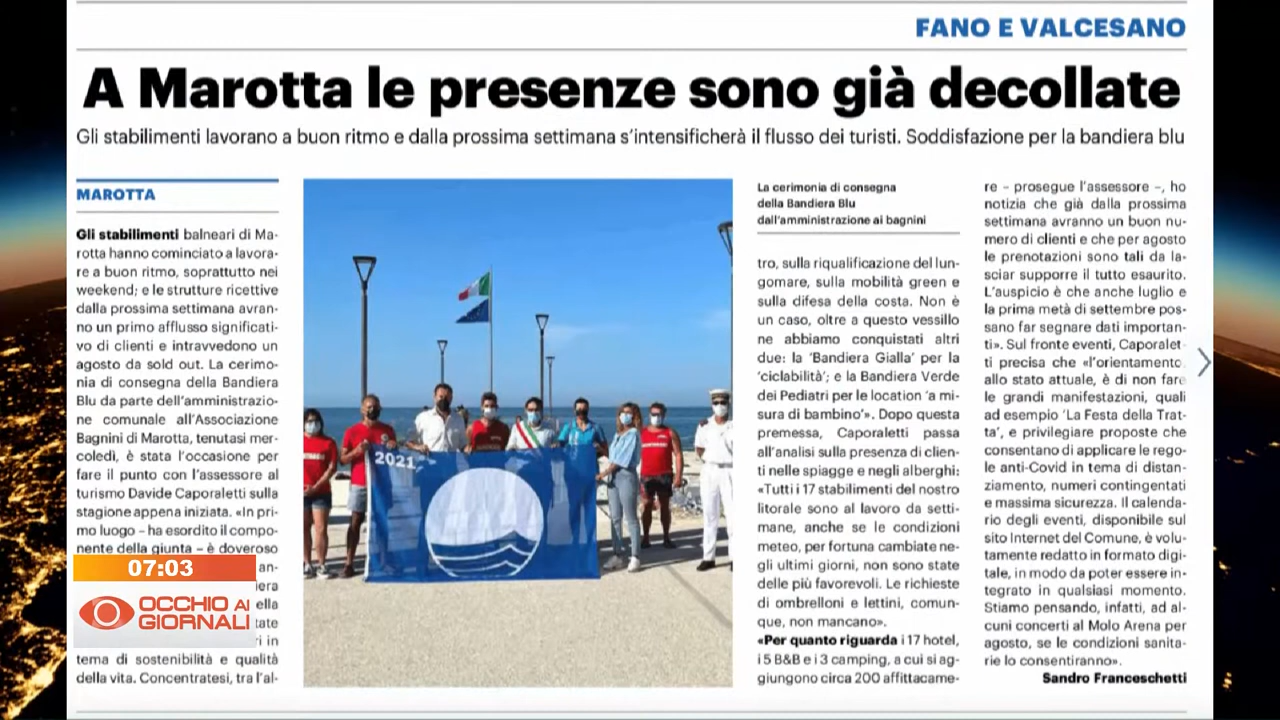 FANO E VALCESANO
A Marotta le presenze sono già decollate
Gli stabilimenti lavorano a buon ritmo e dalla prossima settimana s'intensificherà il flusso dei turisti. Soddisfazione per la bandiera blu
MAROTTA
Gli stabilimenti balneari di Ma-
rotta hanno cominciato a lavora-
re a buon ritmo, soprattutto nei
weekend; e le strutture ricettive
dalla prossima settimana avran-
no un primo afflusso significati-
vo di clienti e intravvedono un
agosto da sold out. La cerimo-
nia di consegna della Bandiera
Blu da parte dell'amministrazio-
ne comunale all'Associazione
Bagnini di Marotta, tenutasi mer-
coledì, è stata l'occasione per
fare il punto con l'assessore al
turismo Davide Caporaletti sulla
stagione appena iniziata. «In pri-
mo luogo – ha esordito il compo-
nente della giunta – è doveroso
an-
iera
ella
tate
ri in
tema di sostenibilità e qualità
della vita. Concentratesi, tra l'al-
07:03
OCCHIO AI
GIORNALI
2021
La cerimonia di consegna
della Bandiera Blu
dall'amministrazione ai bagnini
tro, sulla riqualificazione del lun-
gomare, sulla mobilità green e
sulla difesa della costa. Non è
un caso, oltre a questo vessillo
ne abbiamo conquistati altri
due: la 'Bandiera Gialla' per la
'ciclabilità'; e la Bandiera Verde
dei Pediatri per le location 'a mi-
sura di bambino'». Dopo questa
premessa, Caporaletti passa
all'analisi sulla presenza di clien-
ti nelle spiagge e negli alberghi:
«Tutti i 17 stabilimenti del nostro
litorale sono al lavoro da setti-
mane, anche se le condizioni
meteo, per fortuna cambiate ne-
gli ultimi giorni, non sono state
delle più favorevoli. Le richieste
di ombrelloni e lettini, comun-
que, non mancano».
«Per quanto riguarda i 17 hotel,
i 5 B&B e i 3 camping, a cui si ag-
giungono circa 200 affittacame-
re – prosegue l'assessore –, ho
notizia che già dalla prossima
settimana avranno un buon nu-
mero di clienti e che per agosto
le prenotazioni sono tali da la-
sciar supporre il tutto esaurito.
L'auspicio è che anche luglio e
la prima metà di settembre pos-
sano far segnare dati importan-
ti». Sul fronte eventi, Caporalet-
ti precisa che «l'orientamento,
allo stato attuale, è di non fare
le grandi manifestazioni, quali
ad esempio 'La Festa della Trat-
ta', e privilegiare proposte che
consentano di applicare le rego-
le anti-Covid in tema di distan-
ziamento, numeri contingentati
e massima sicurezza. Il calenda-
rio degli eventi, disponibile sul
sito Internet del Comune, è volu-
tamente redatto in formato digi-
tale, in modo da poter essere in-
tegrato in qualsiasi momento.
Stiamo pensando, infatti, ad al-
cuni concerti al Molo Arena per
agosto, se le condizioni sanita-
rie lo consentiranno».
Sandro Franceschetti